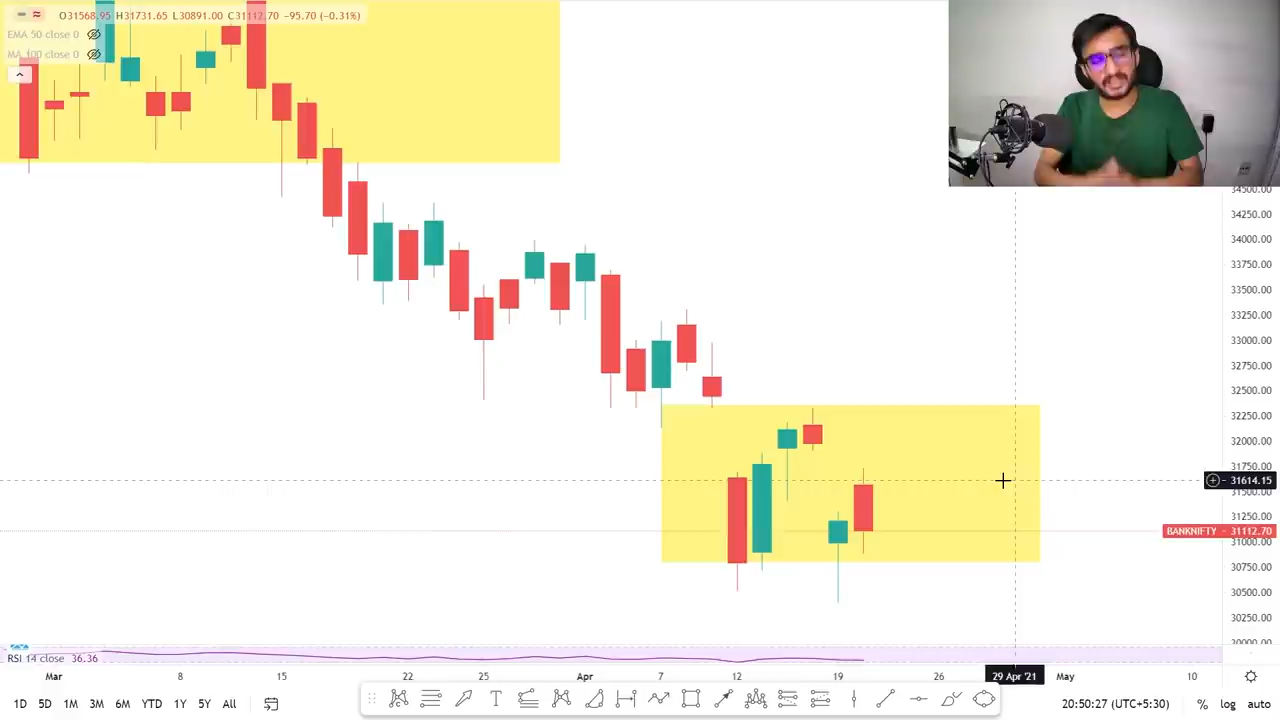 O31568.95 H31731.65 L30891.00 C31112.70 −95.70 (−0.31%)
EMA 50 close 0
MA 100 close 0
34500.00
34250.00
34000.00
33750.00
33500.00
33250.00
33000.00
32750.00
32500.00
32250.00
32000.00
31750.00
31614.15
31500.00
31250.00
BANKNIFTY − 31112.70
31000.00
30750.00
30500.00
30250.00
30000.00
RSI 14 close 36.36
Mar 8 15 22 25 Apr 7 12 19 26 29 Apr '21 May 10
1D 5D 1M 3M 6M YTD 1Y 5Y All
T
20:50:27 (UTC+5:30) % log auto